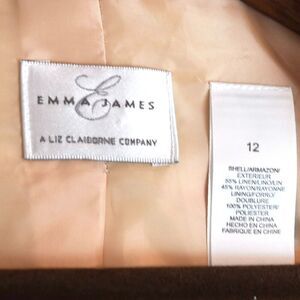 E
EMMA JAMES
A LIZ CLAIBORNE COMPANY
12
SHELL/ARMAZON/
EXTERIEUR
55% LINEN/LINO/LIN
45% RAYON/RAYONNE
LINING/FORRO/
DOUBLURE
100% POLYESTER/
POLIESTER
MADE IN CHINA
HECHO EN CHINA
FABRIQUE EN CHINE